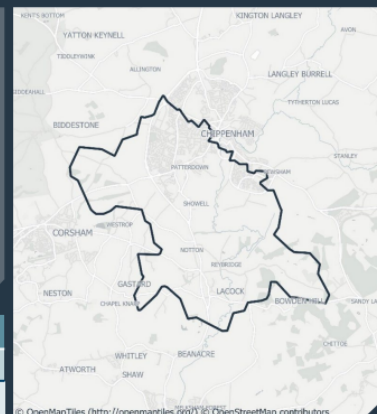 KENT'S BOTTOM
KINGTON LANGLEY
YATTON KEYNELL
AVON
TIDDLEYWINK
ALLINGTON
LANGLEY BURRELL
TYTHERTON LUCAS
BIDDESTONE
CHIPPENHAM
STANLEY
PATTERDOWN
SHOWELL
WESTROP
CORSHAM
NOTTON
REYBRIDGE
GASTARD
LACOCK
NESTON
CHAPEL KNAPP
BOWDEN HILL
SANDY LA
CHITTOE
WHITLEY
BEANACRE
ATWORTH
SHAW
© OpenMapTiles (http://openmaptiles.org/) © OpenStreetMap contributors